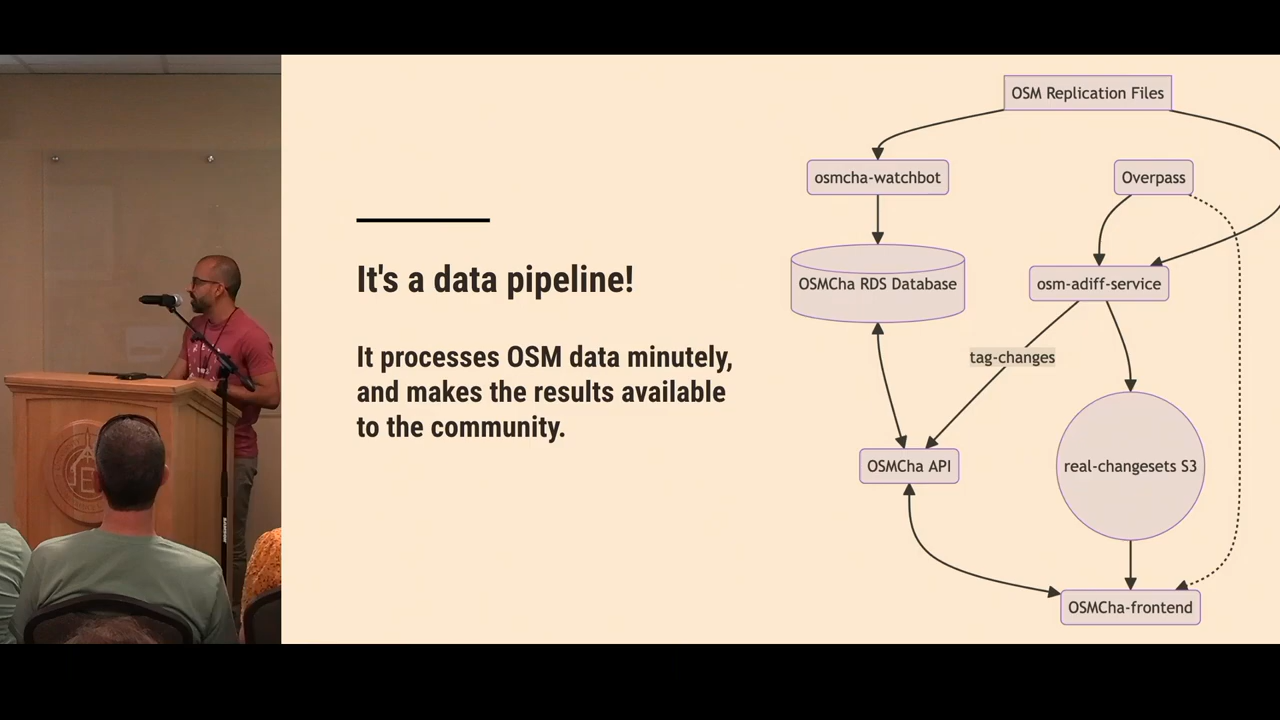 It's a data pipeline!
It processes OSM data minutely,
and makes the results available
to the community.
OSM Replication Files
osmcha-watchbot
Overpass
OSMCha RDS Database
osm-adiff-service
tag-changes
OSMCha API
real-changesets S3
OSMCha-frontend